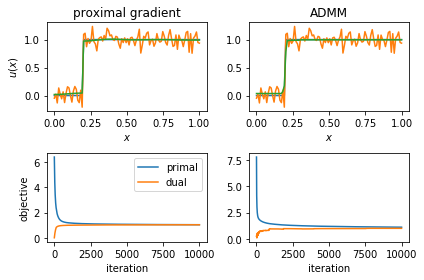 proximal gradient
ADMM
1.0
0.5
0.0
u(x)
0.00 0.25 0.50 0.75 1.00
x
1.0
0.5
0.0
0.00 0.25 0.50 0.75 1.00
x
6
4
2
0
objective
primal
dual
0 2500 5000 7500 10000
iteration
7.5
5.0
2.5
0.0
0 2500 5000 7500 10000
iteration